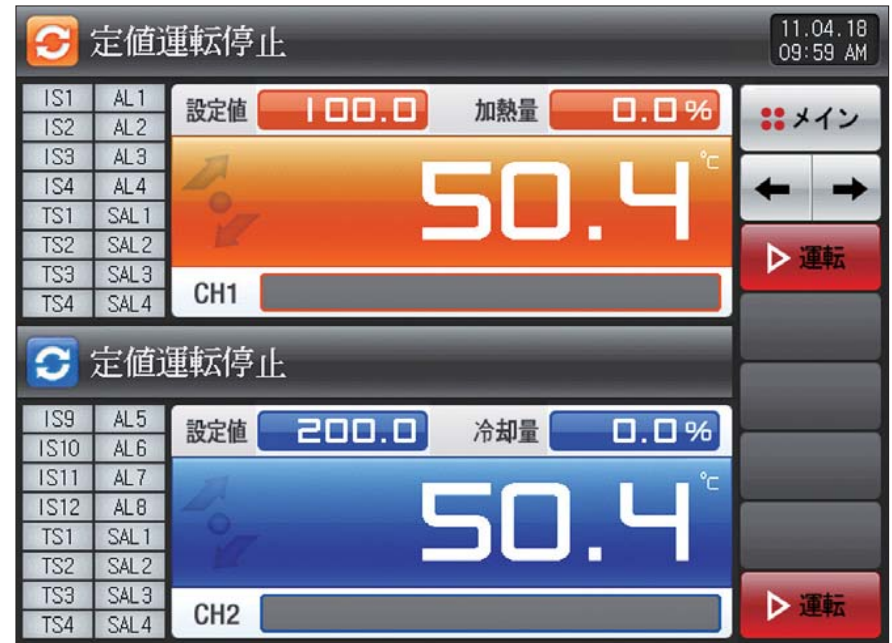 定値運転停止
11.04.18
09:59 AM
IS1 AL1
IS2 AL2
IS3 AL3
IS4 AL4
TS1 SAL1
TS2 SAL2
TS3 SAL3
TS4 SAL4
設定値 100.0 加熱量 0.0%
50.4 ℃
CH1
メイン
← →
運転
定値運転停止
IS9 AL5
IS10 AL6
IS11 AL7
IS12 AL8
TS1 SAL1
TS2 SAL2
TS3 SAL3
TS4 SAL4
設定値 200.0 冷却量 0.0%
50.4 ℃
CH2
運転